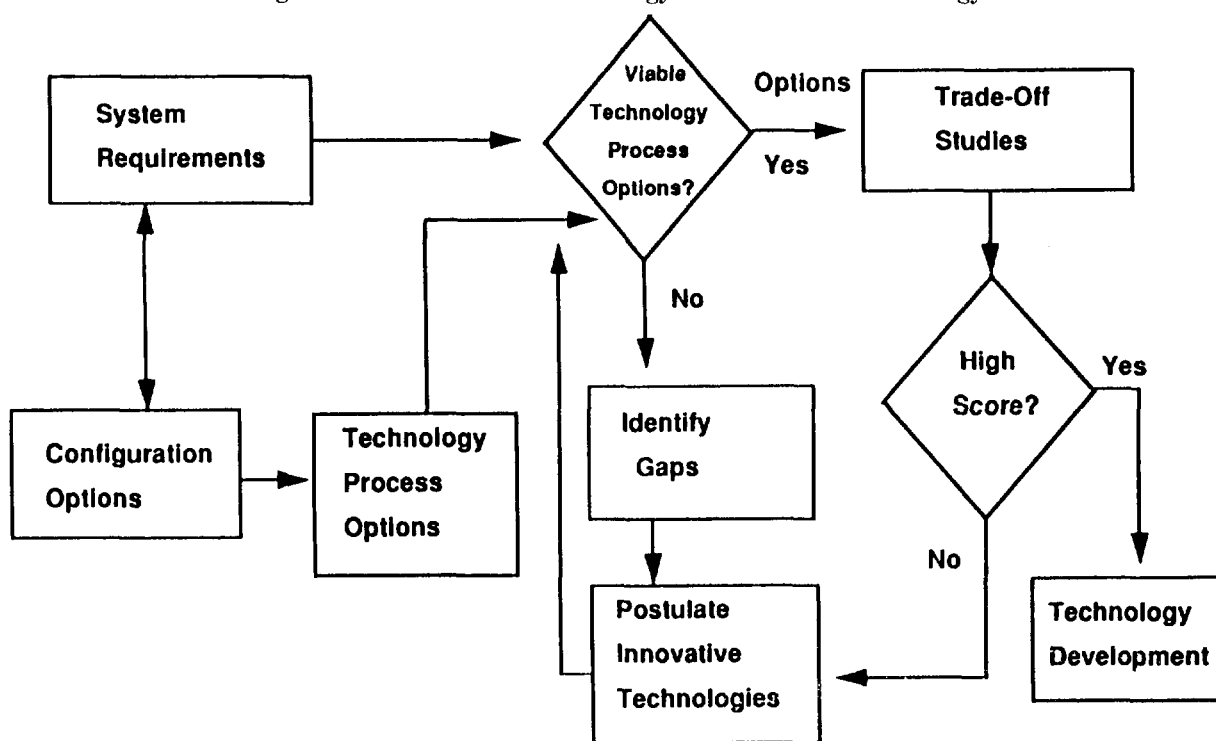 System
Requirements
Viable
Technology
Process
Options?
Options
Yes
Trade-Off
Studies
No
High
Score?
Yes
Configuration
Options
Technology
Process
Options
Identify
Gaps
No
Postulate
Innovative
Technologies
Technology
Development